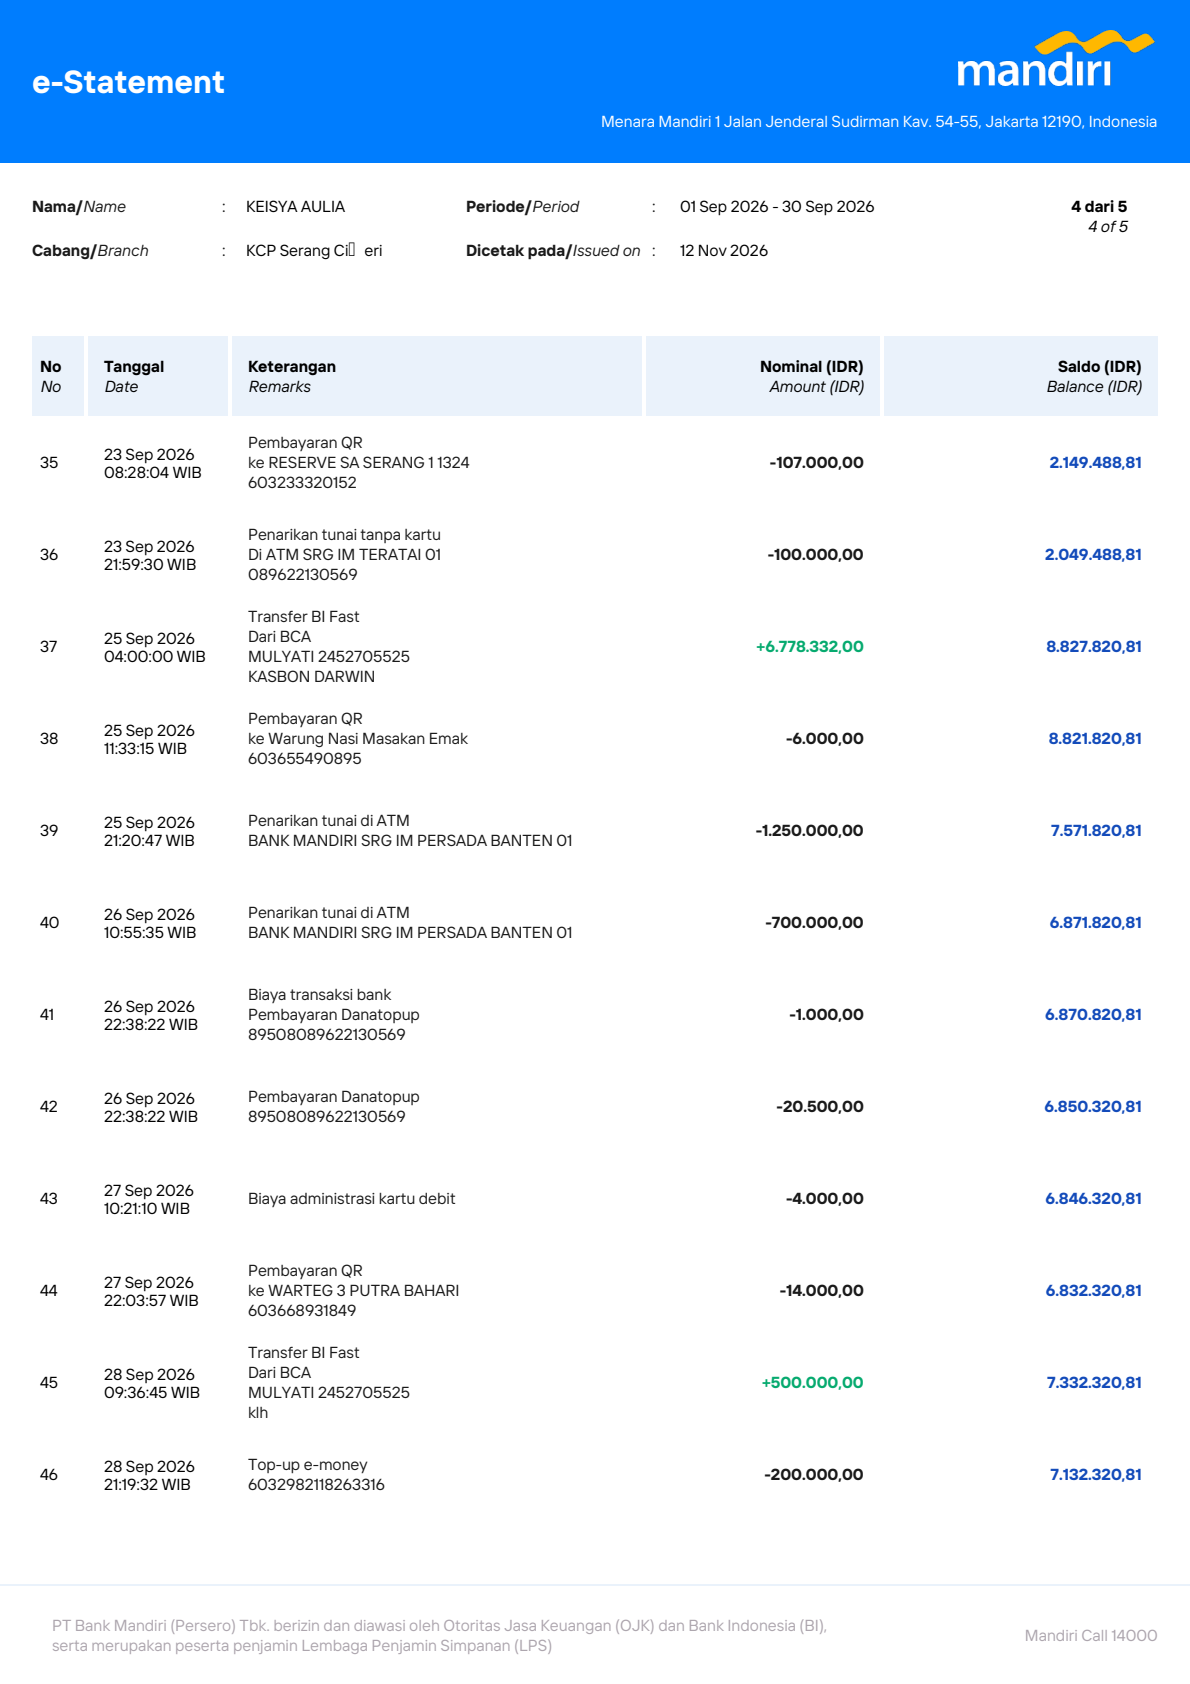 e-Statement
mandiri
Menara Mandiri 1 Jalan Jenderal Sudirman Kav. 54-55, Jakarta 12190, Indonesia
Nama/Name : KEISYA AULIA Periode/Period : 01 Sep 2026 - 30 Sep 2026 4 dari 5
4 of 5
Cabang/Branch : KCP Serang Ci eri Dicetak pada/Issued on : 12 Nov 2026
No Tanggal Keterangan Nominal (IDR) Saldo (IDR)
No Date Remarks Amount (IDR) Balance (IDR)
35
23 Sep 2026
08:28:04 WIB
Pembayaran QR
ke RESERVE SA SERANG 1 1324
603233320152
-107.000,00
2.149.488,81
36
23 Sep 2026
21:59:30 WIB
Penarikan tunai tanpa kartu
Di ATM SRG IM TERATAI 01
089622130569
-100.000,00
2.049.488,81
37
25 Sep 2026
04:00:00 WIB
Transfer BI Fast
Dari BCA
MULYATI 2452705525
KASBON DARWIN
+6.778.332,00
8.827.820,81
38
25 Sep 2026
11:33:15 WIB
Pembayaran QR
ke Warung Nasi Masakan Emak
603655490895
-6.000,00
8.821.820,81
39
25 Sep 2026
21:20:47 WIB
Penarikan tunai di ATM
BANK MANDIRI SRG IM PERSADA BANTEN 01
-1.250.000,00
7.571.820,81
40
26 Sep 2026
10:55:35 WIB
Penarikan tunai di ATM
BANK MANDIRI SRG IM PERSADA BANTEN 01
-700.000,00
6.871.820,81
41
26 Sep 2026
22:38:22 WIB
Biaya transaksi bank
Pembayaran Danatopup
89508089622130569
-1.000,00
6.870.820,81
42
26 Sep 2026
22:38:22 WIB
Pembayaran Danatopup
89508089622130569
-20.500,00
6.850.320,81
43
27 Sep 2026
10:21:10 WIB
Biaya administrasi kartu debit
-4.000,00
6.846.320,81
44
27 Sep 2026
22:03:57 WIB
Pembayaran QR
ke WARTEG 3 PUTRA BAHARI
603668931849
-14.000,00
6.832.320,81
45
28 Sep 2026
09:36:45 WIB
Transfer BI Fast
Dari BCA
MULYATI 2452705525
klh
+500.000,00
7.332.320,81
46
28 Sep 2026
21:19:32 WIB
Top-up e-money
6032982118263316
-200.000,00
7.132.320,81
PT Bank Mandiri (Persero) Tbk. berizin dan diawasi oleh Otoritas Jasa Keuangan (OJK) dan Bank Indonesia (BI),
serta merupakan peserta penjamin Lembaga Penjamin Simpanan (LPS)
Mandiri Call 14000